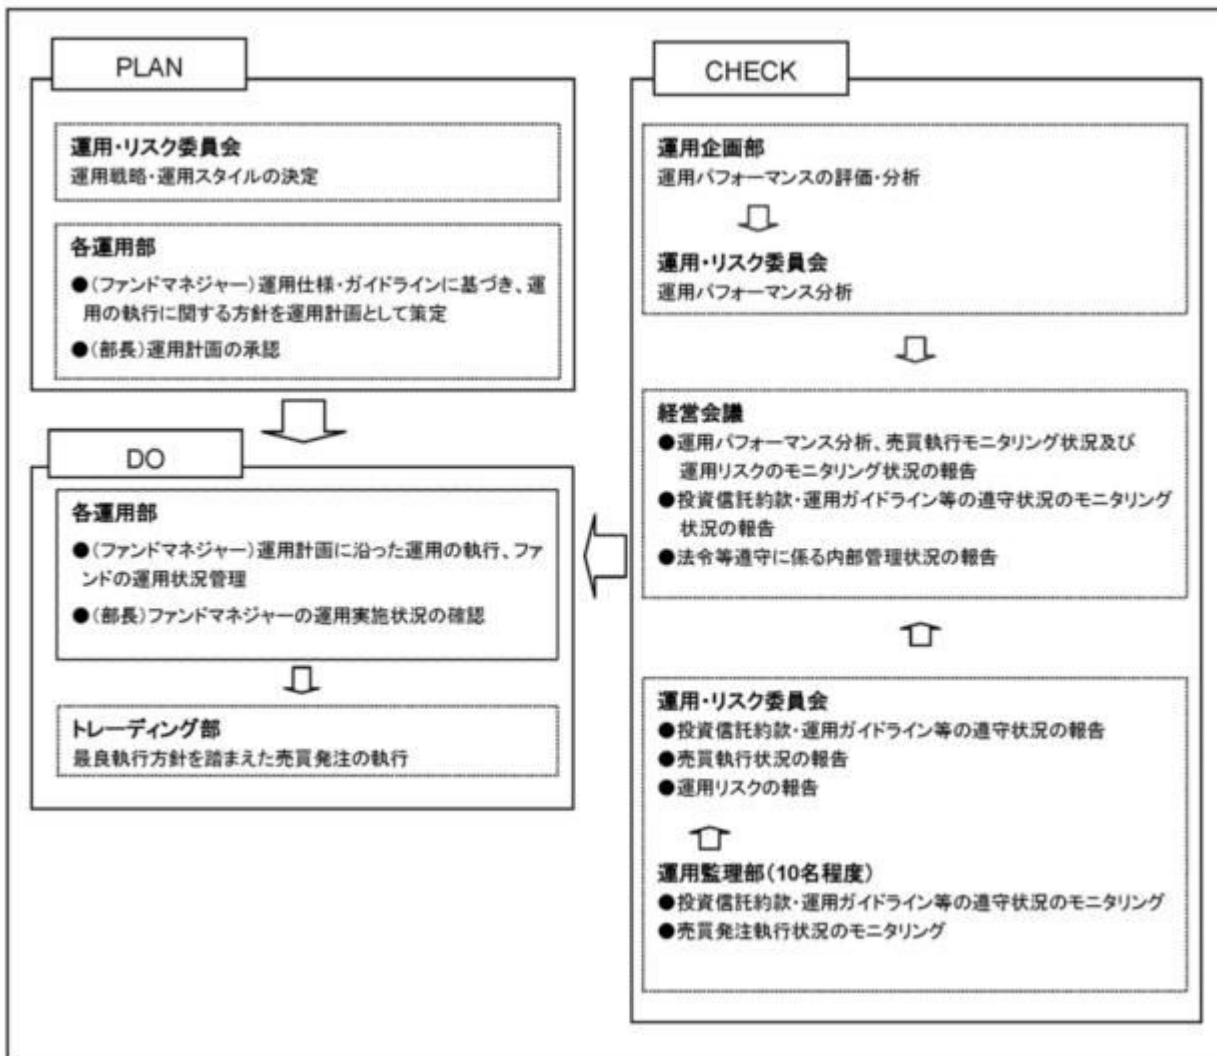 PLAN
運用・リスク委員会
運用戦略・運用スタイルの決定
各運用部
●(ファンドマネジャー)運用仕様・ガイドラインに基づき、運
用の執行に関する方針を運用計画として策定
●(部長)運用計画の承認
DO
各運用部
●(ファンドマネジャー)運用計画に沿った運用の執行、ファ
ンドの運用状況管理
●(部長)ファンドマネジャーの運用実施状況の確認
トレーディング部
最良執行方針を踏まえた売買発注の執行
CHECK
運用企画部
運用パフォーマンスの評価・分析
運用・リスク委員会
運用パフォーマンス分析
経営会議
●運用パフォーマンス分析、売買執行モニタリング状況及び
運用リスクのモニタリング状況の報告
●投資信託約款・運用ガイドライン等の遵守状況のモニタリング
状況の報告
●法令等遵守に係る内部管理状況の報告
運用・リスク委員会
●投資信託約款・運用ガイドライン等の遵守状況の報告
●売買執行状況の報告
●運用リスクの報告
運用監理部(10名程度)
●投資信託約款・運用ガイドライン等の遵守状況のモニタリング
●売買発注執行状況のモニタリング